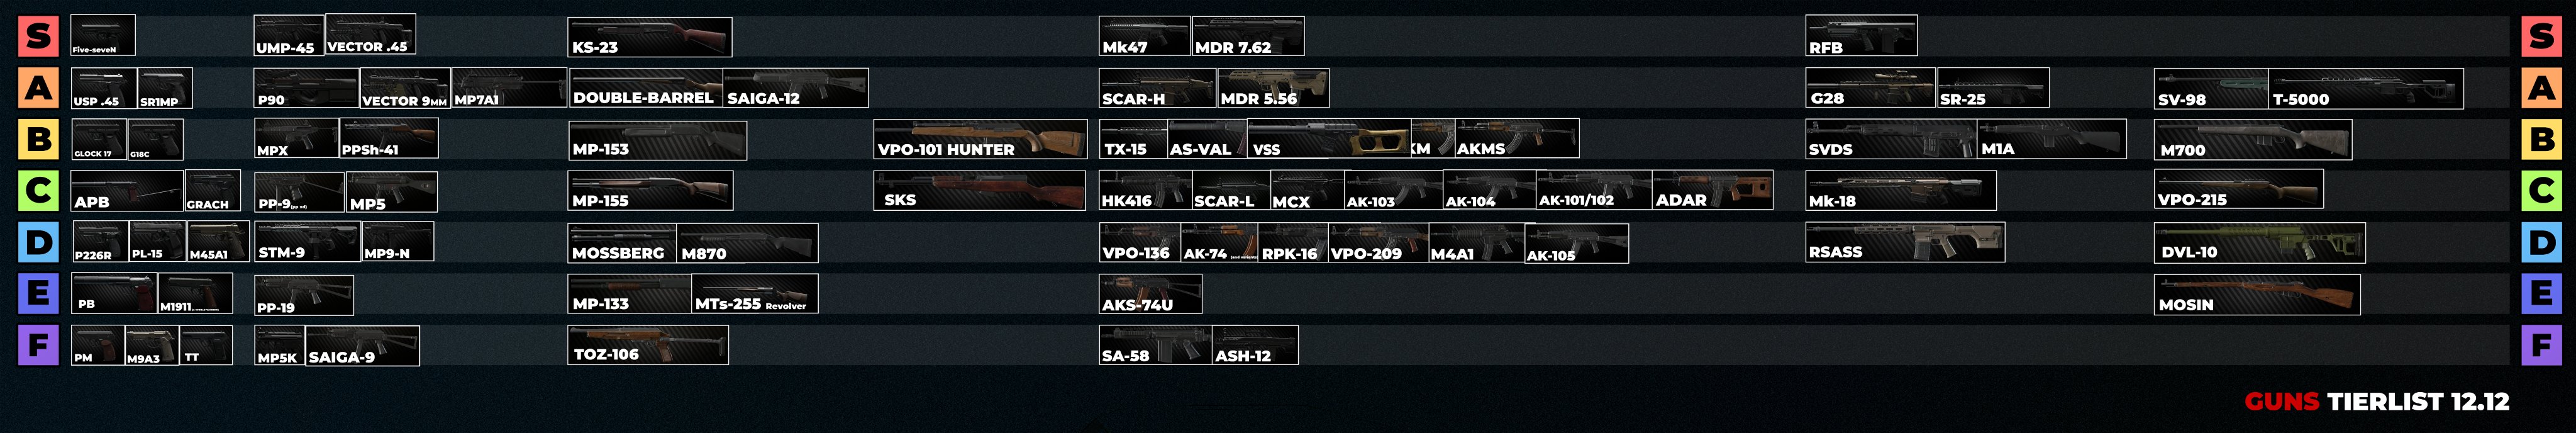 S Five-seveN UMP-45 VECTOR .45 KS-23 Mk47 MDR 7.62 RFB S
A USP .45 SR1MP P90 VECTOR 9MM MP7A1 DOUBLE-BARREL SAIGA-12 SCAR-H MDR 5.56 G28 SR-25 SV-98 T-5000 A
B GLOCK 17 G18C MPX PPSh-41 MP-153 VPO-101 HUNTER TX-15 AS-VAL VSS KM AKMS SVDS M1A M700 B
C APB GRACH PP-9 MP5 MP-155 SKS HK416 SCAR-L MCX AK-103 AK-104 AK-101/102 ADAR Mk-18 VPO-215 C
D P226R PL-15 M45A1 STM-9 MP9-N MOSSBERG M870 VPO-136 AK-74 (and variants) RPK-16 VPO-209 M4A1 AK-105 RSASS DVL-10 D
E PB M1911 PP-19 MP-133 MTs-255 Revolver AKS-74U MOSIN E
F PM M9A3 TT MP5K SAIGA-9 TOZ-106 SA-58 ASH-12 F
GUNS TIERLIST 12.12